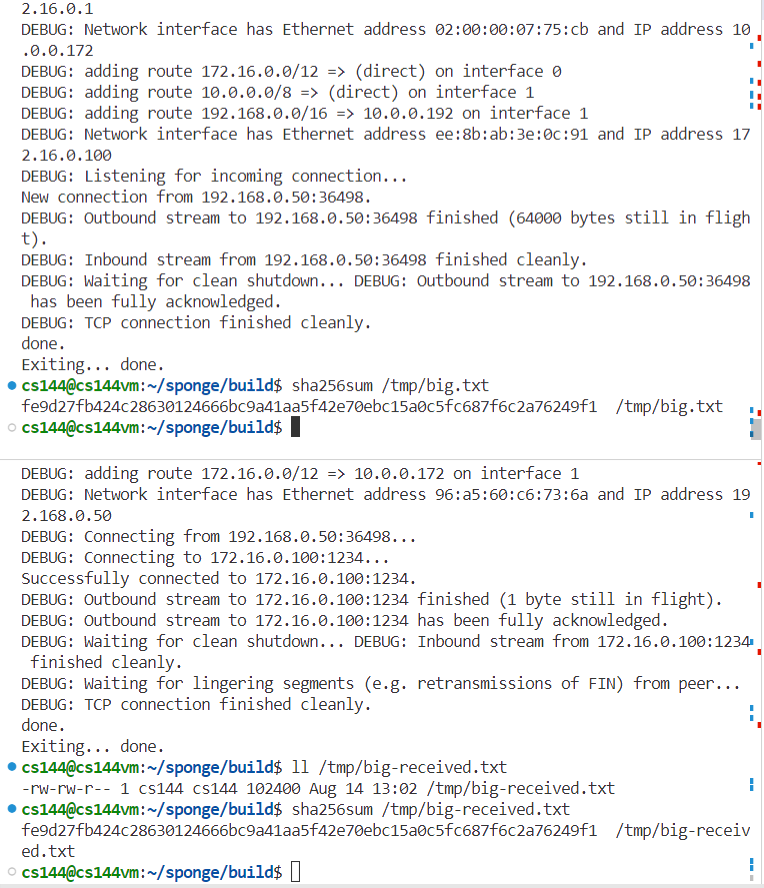 2.16.0.1
DEBUG: Network interface has Ethernet address 02:00:00:07:75:cb and IP address 10
.0.0.172
DEBUG: adding route 172.16.0.0/12 => (direct) on interface 0
DEBUG: adding route 10.0.0.0/8 => (direct) on interface 1
DEBUG: adding route 192.168.0.0/16 => 10.0.0.192 on interface 1
DEBUG: Network interface has Ethernet address ee:8b:ab:3e:0c:91 and IP address 17
2.16.0.100
DEBUG: Listening for incoming connection...
New connection from 192.168.0.50:36498.
DEBUG: Outbound stream to 192.168.0.50:36498 finished (64000 bytes still in fligh
t).
DEBUG: Inbound stream from 192.168.0.50:36498 finished cleanly.
DEBUG: Waiting for clean shutdown... DEBUG: Outbound stream to 192.168.0.50:36498
 has been fully acknowledged.
DEBUG: TCP connection finished cleanly.
done.
Exiting... done.
cs144@cs144vm:~/sponge/build$ sha256sum /tmp/big.txt
fe9d27fb424c28630124666bc9a41aa5f42e70ebc15a0c5fc687f6c2a76249f1  /tmp/big.txt
cs144@cs144vm:~/sponge/build$
DEBUG: adding route 172.16.0.0/12 => 10.0.0.172 on interface 1
DEBUG: Network interface has Ethernet address 96:a5:60:c6:73:6a and IP address 19
2.168.0.50
DEBUG: Connecting from 192.168.0.50:36498...
DEBUG: Connecting to 172.16.0.100:1234...
Successfully connected to 172.16.0.100:1234.
DEBUG: Outbound stream to 172.16.0.100:1234 finished (1 byte still in flight).
DEBUG: Outbound stream to 172.16.0.100:1234 has been fully acknowledged.
DEBUG: Waiting for clean shutdown... DEBUG: Inbound stream from 172.16.0.100:1234
 finished cleanly.
DEBUG: Waiting for lingering segments (e.g. retransmissions of FIN) from peer...
DEBUG: TCP connection finished cleanly.
done.
Exiting... done.
cs144@cs144vm:~/sponge/build$ ll /tmp/big-received.txt
-rw-rw-r-- 1 cs144 cs144 102400 Aug 14 13:02 /tmp/big-received.txt
cs144@cs144vm:~/sponge/build$ sha256sum /tmp/big-received.txt
fe9d27fb424c28630124666bc9a41aa5f42e70ebc15a0c5fc687f6c2a76249f1  /tmp/big-receiv
ed.txt
cs144@cs144vm:~/sponge/build$